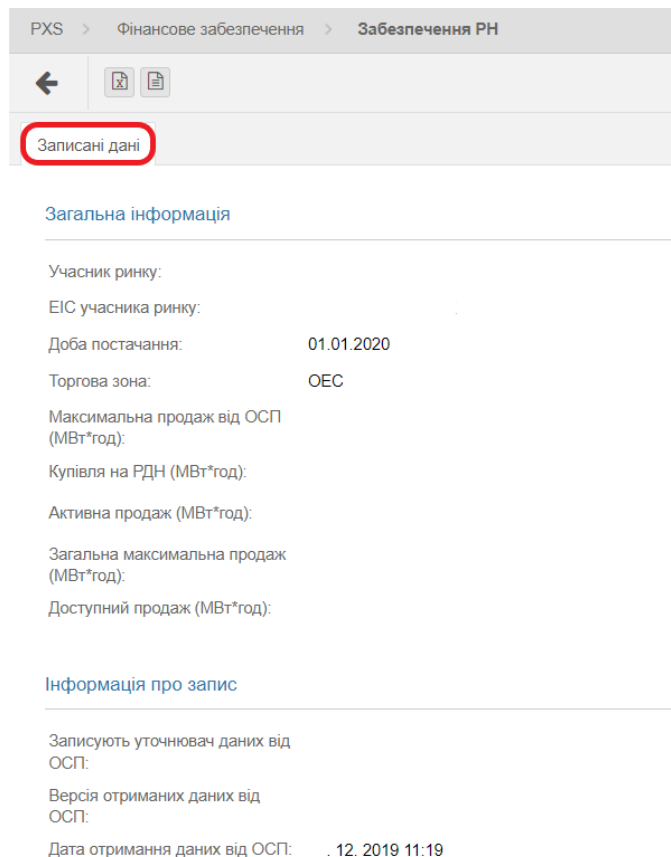 PXS > Фінансове забезпечення > Забезпечення РН
Записані дані
Загальна інформація
Учасник ринку:
ЕІС учасника ринку:
Доба постачання: 01.01.2020
Торгова зона: ОЕС
Максимальна продаж від ОСП
(МВт*год):
Купівля на РДН (МВт*год):
Активна продаж (МВт*год):
Загальна максимальна продаж
(МВт*год):
Доступний продаж (МВт*год):
Інформація про запис
Записують уточнювач даних від
ОСП:
Версія отриманих даних від
ОСП:
Дата отримання даних від ОСП: . 12. 2019 11:19